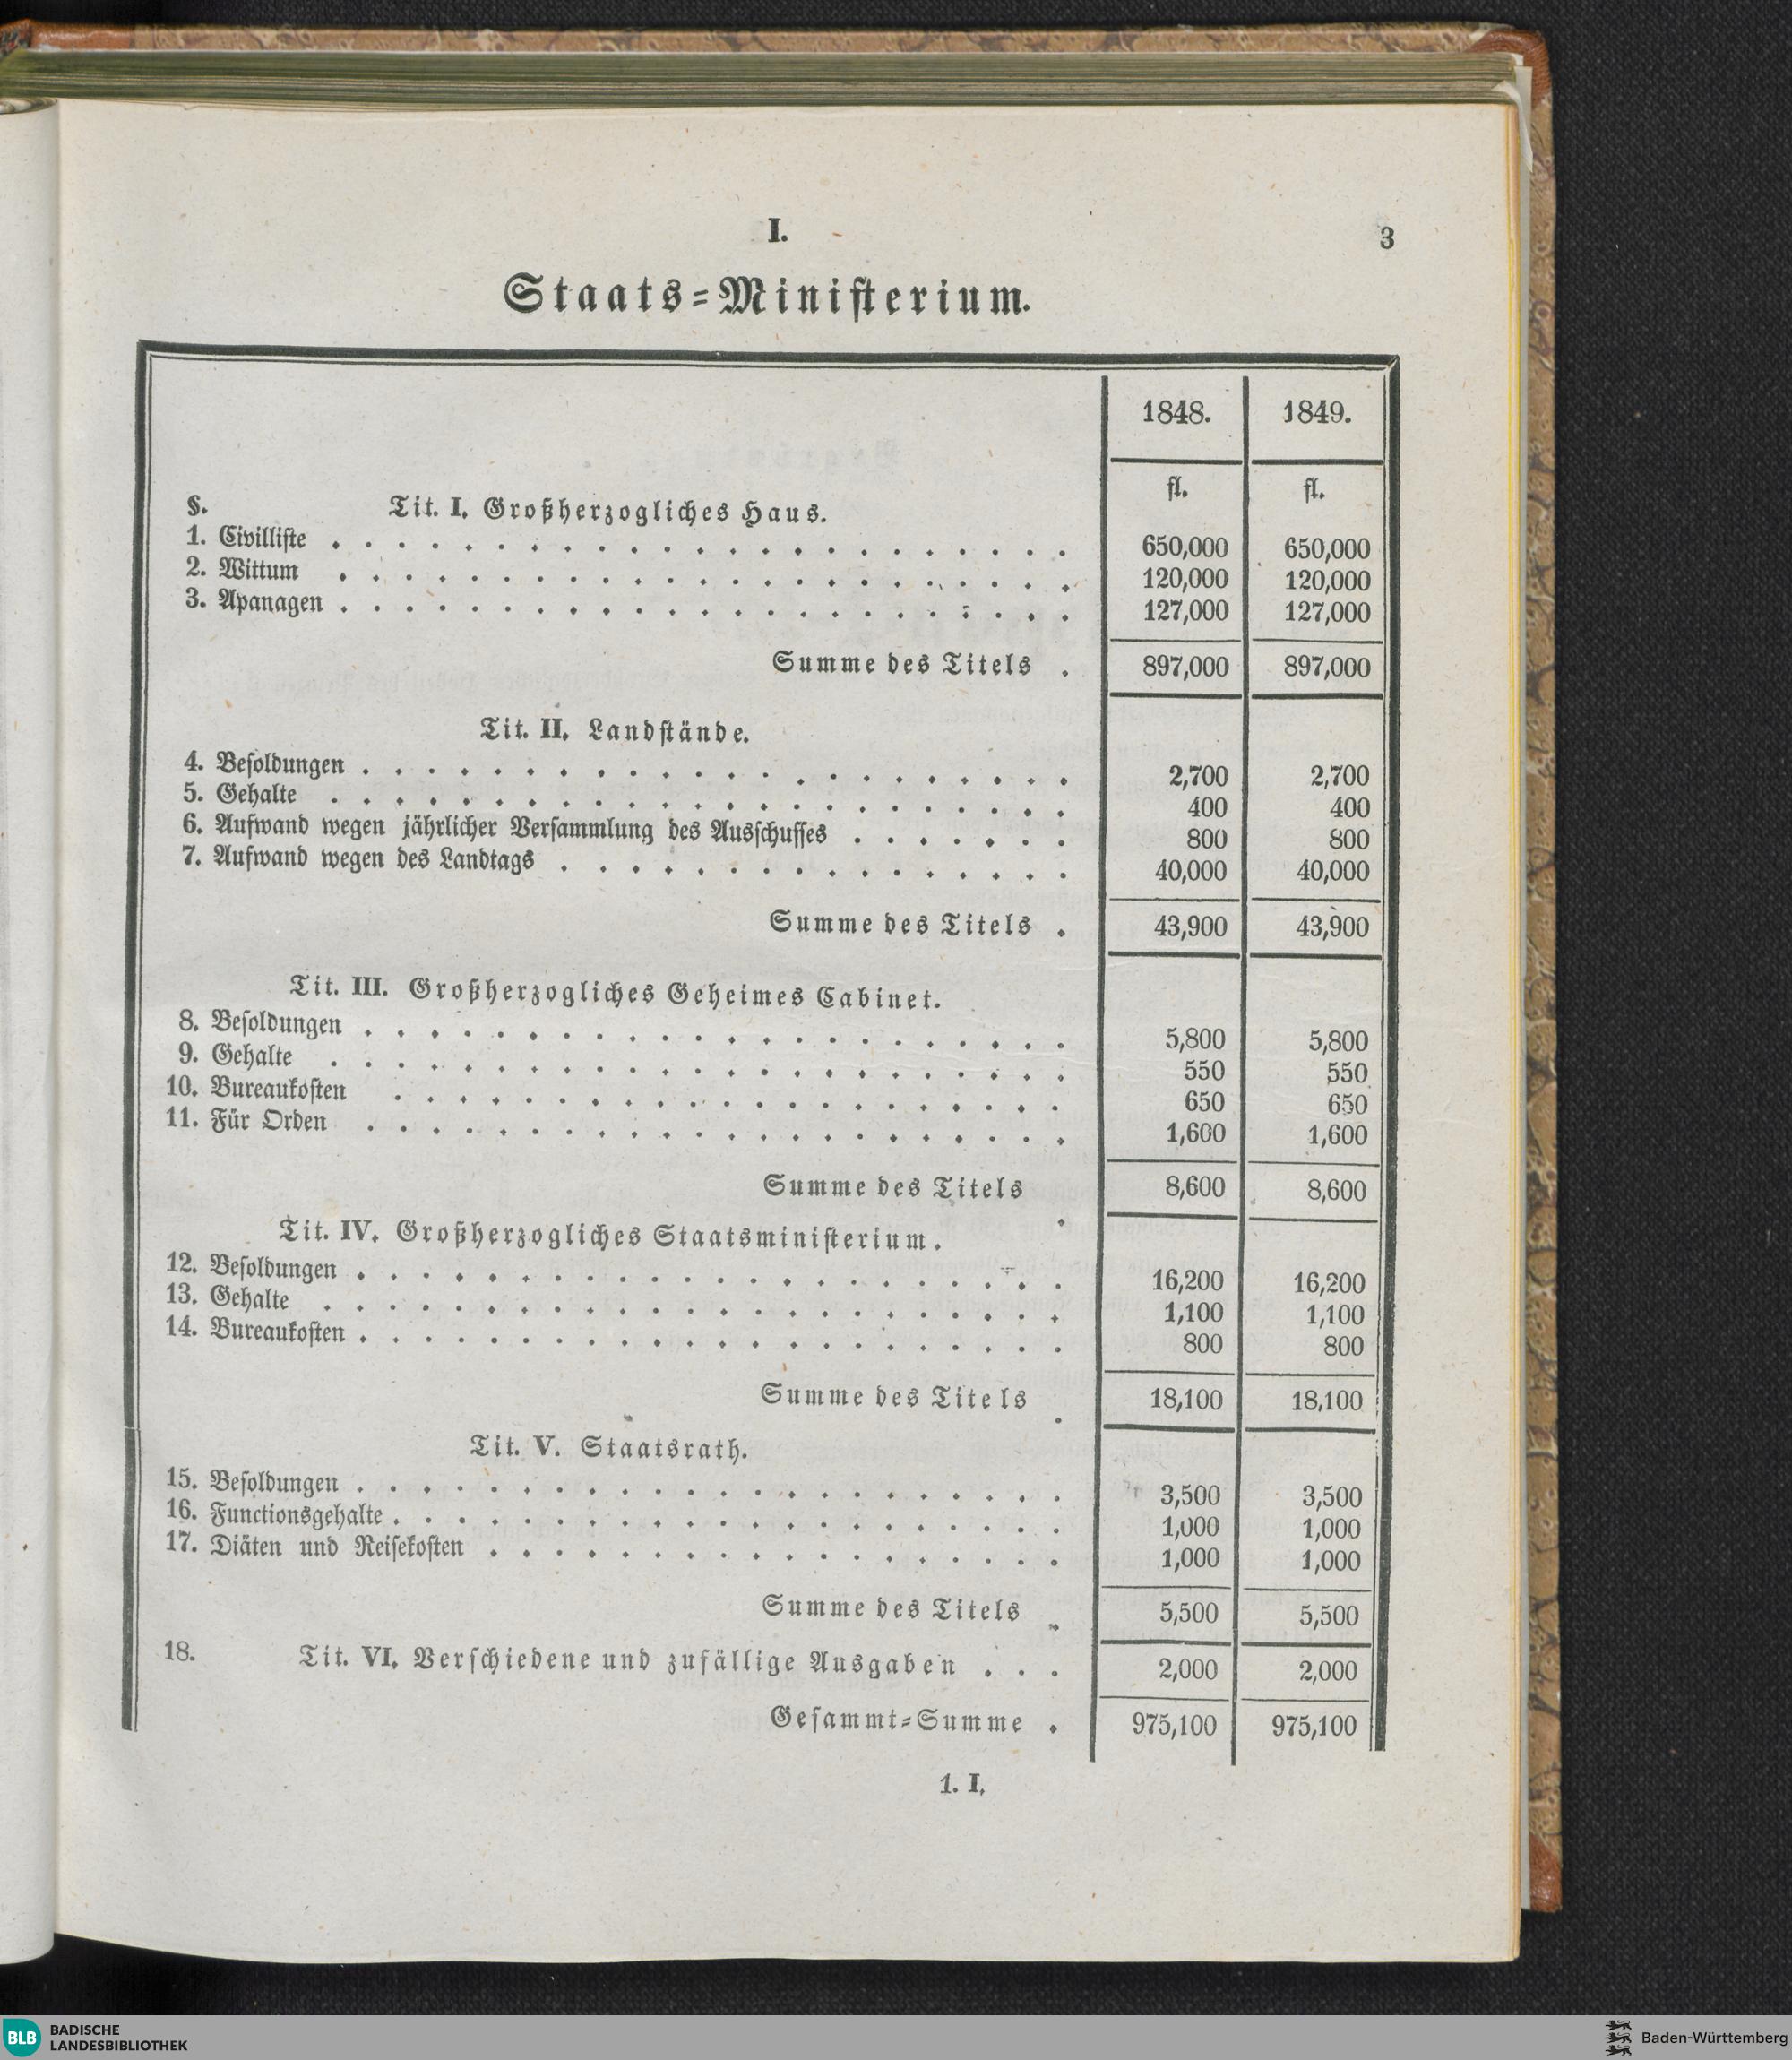 I.
3
Staats=Ministerium.
1848. 1849.
fl. fl.
§. Tit. I. Großherzogliches Haus.
1. Civilliste . . . 650,000 650,000
2. Wittum . . . 120,000 120,000
3. Apanagen . . . 127,000 127,000
Summe des Titels . 897,000 897,000
Tit. II. Landstände.
4. Besoldungen . . . 2,700 2,700
5. Gehalte . . . 400 400
6. Aufwand wegen jährlicher Versammlung des Ausschusses . . . 800 800
7. Aufwand wegen des Landtags . . . 40,000 40,000
Summe des Titels . 43,900 43,900
Tit. III. Großherzogliches Geheimes Cabinet.
8. Besoldungen . . . 5,800 5,800
9. Gehalte . . . 550 550
10. Bureaukosten . . . 650 650
11. Für Orden . . . 1,600 1,600
Summe des Titels . 8,600 8,600
Tit. IV. Großherzogliches Staatsministerium.
12. Besoldungen . . . 16,200 16,200
13. Gehalte . . . 1,100 1,100
14. Bureaukosten . . . 800 800
Summe des Titels . 18,100 18,100
Tit. V. Staatsrath.
15. Besoldungen . . . 3,500 3,500
16. Functionsgehalte . . . 1,000 1,000
17. Diäten und Reisekosten . . . 1,000 1,000
Summe des Titels . 5,500 5,500
18. Tit. VI. Verschiedene und zufällige Ausgaben . . . 2,000 2,000
Gesammt=Summe . 975,100 975,100
1. I.
BLB BADISCHE
LANDESBIBLIOTHEK
Baden-Württemberg